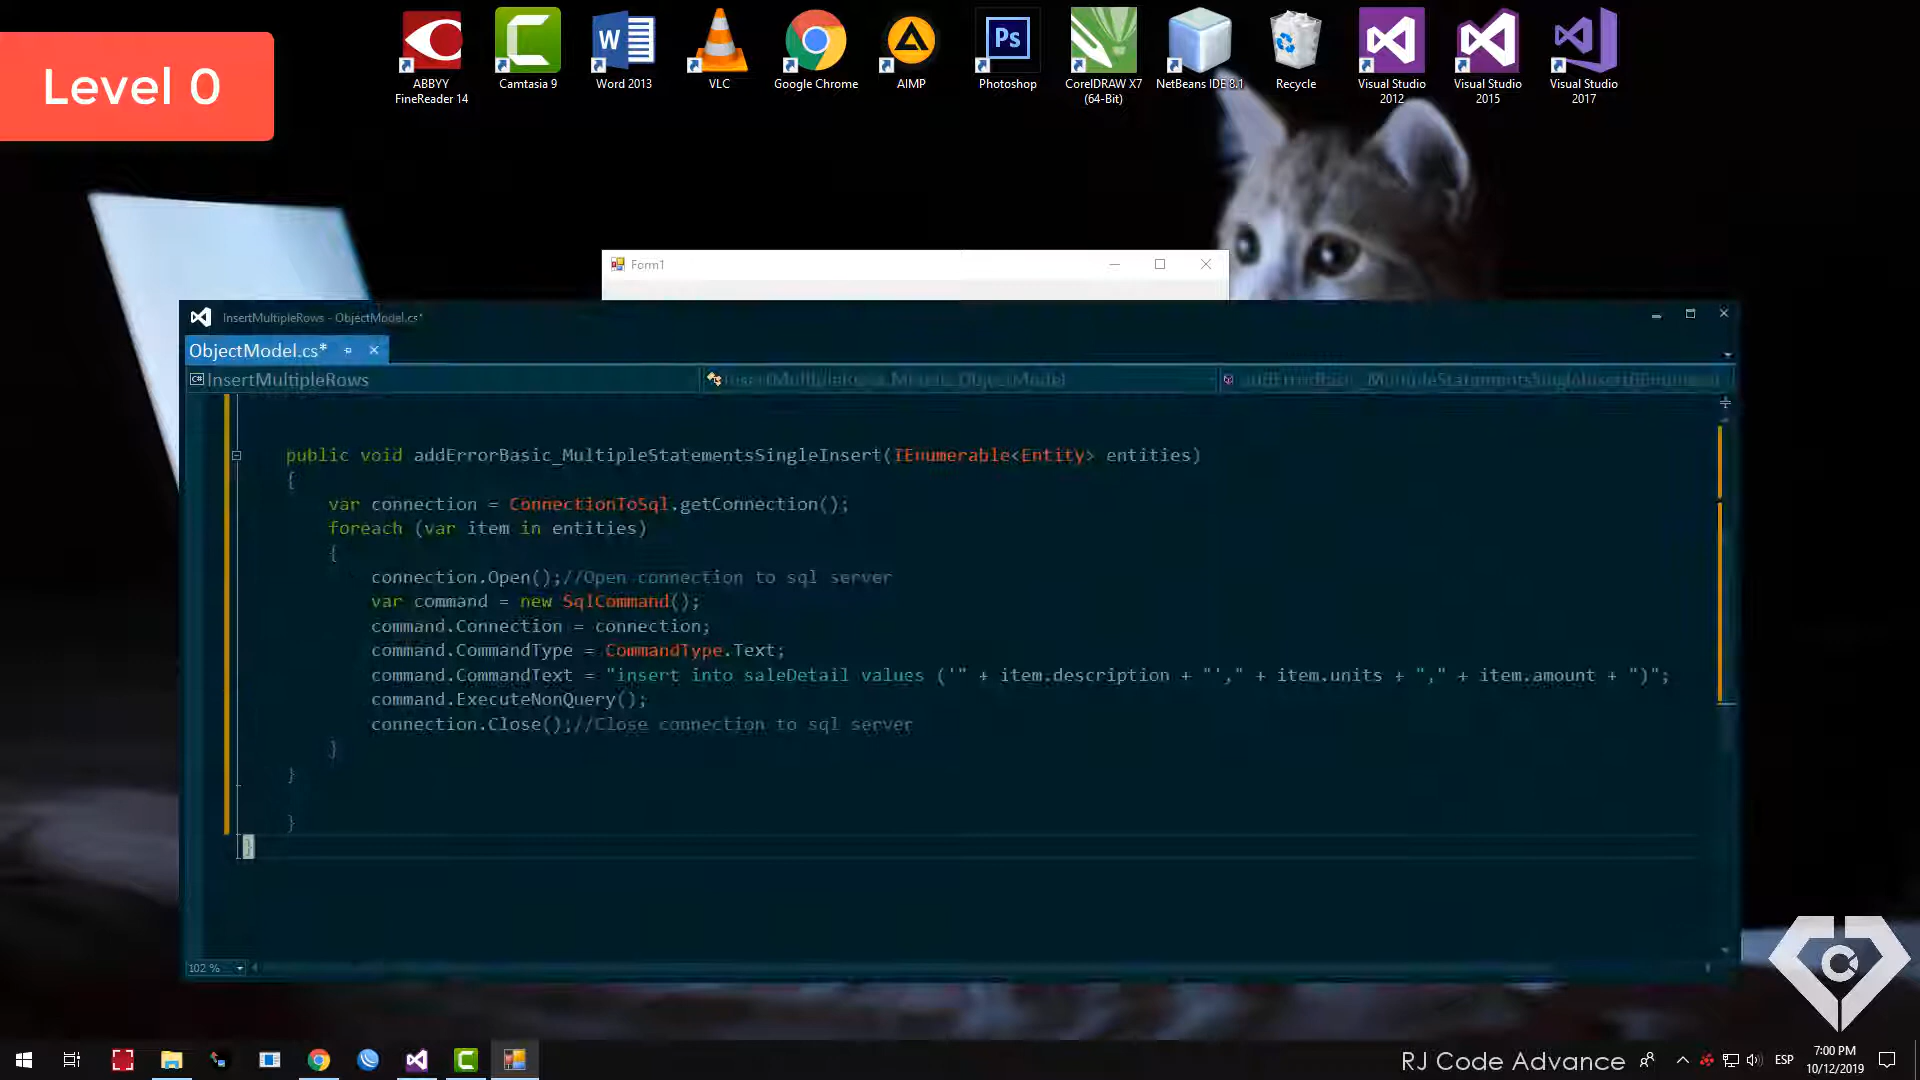 Level 0
ABBYY FineReader 14
Camtasia 9
Word 2013
VLC
Google Chrome
AIMP
Photoshop
CorelDRAW X7 (64-Bit)
NetBeans IDE 8.1
Recycle
Visual Studio 2012
Visual Studio 2015
Visual Studio 2017
Form1
InsertMultipleRows - ObjectModel.cs*
ObjectModel.cs*
InsertMultipleRows
InsertMultipleRows.Models.ObjectModel
public void addErrorBasic_MultipleStatementsSingleInsert(IEnumerable<Entity> entities)
{
var connection = ConnectionToSql.getConnection();
foreach (var item in entities)
{
connection.Open();//Open connection to sql server
var command = new SqlCommand();
command.Connection = connection;
command.CommandType = CommandType.Text;
command.CommandText = "insert into saleDetail values ('" + item.description + "'," + item.units + "," + item.amount + ")";
command.ExecuteNonQuery();
connection.Close();//Close connection to sql server
}
}
}
}
102 %
RJ Code Advance
ESP
7:00 PM
10/12/2019